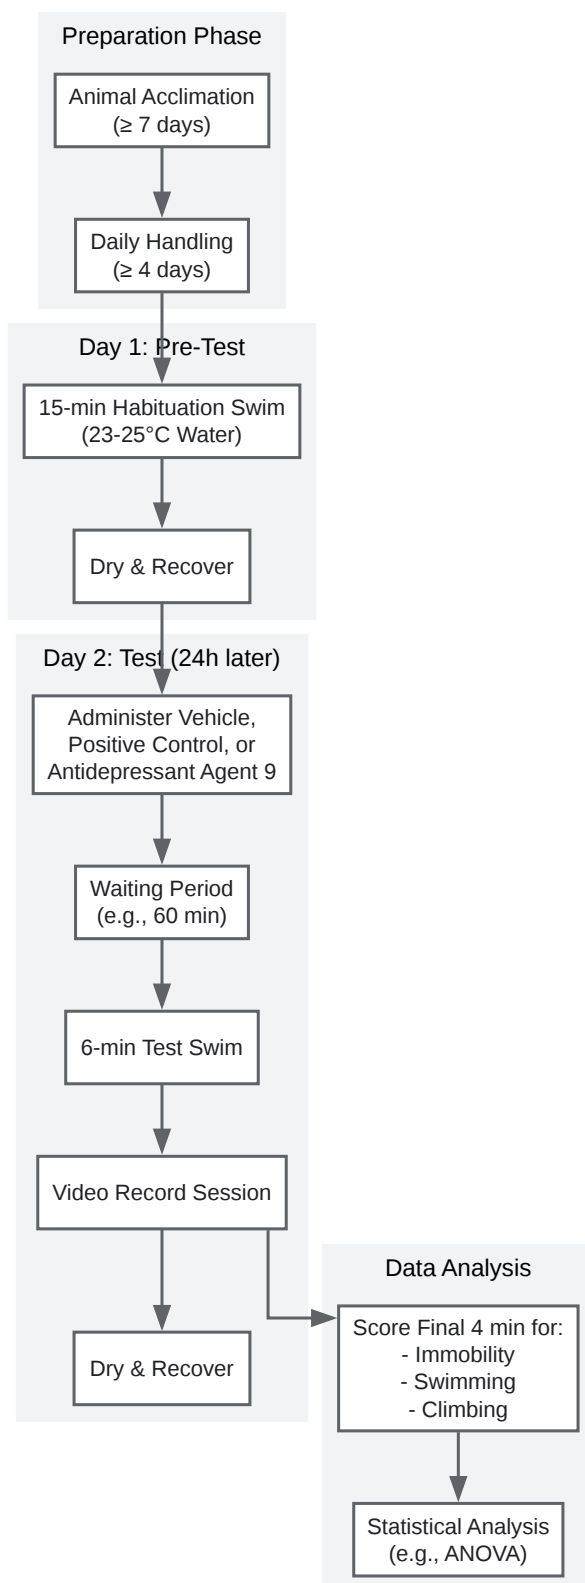 Preparation Phase
Animal Acclimation
(≥ 7 days)
Daily Handling
(≥ 4 days)
Day 1: Pre-Test
15-min Habituation Swim
(23-25°C Water)
Dry & Recover
Day 2: Test (24h later)
Administer Vehicle,
Positive Control, or
Antidepressant Agent 9
Waiting Period
(e.g., 60 min)
6-min Test Swim
Video Record Session
Dry & Recover
Data Analysis
Score Final 4 min for:
- Immobility
- Swimming
- Climbing
Statistical Analysis
(e.g., ANOVA)